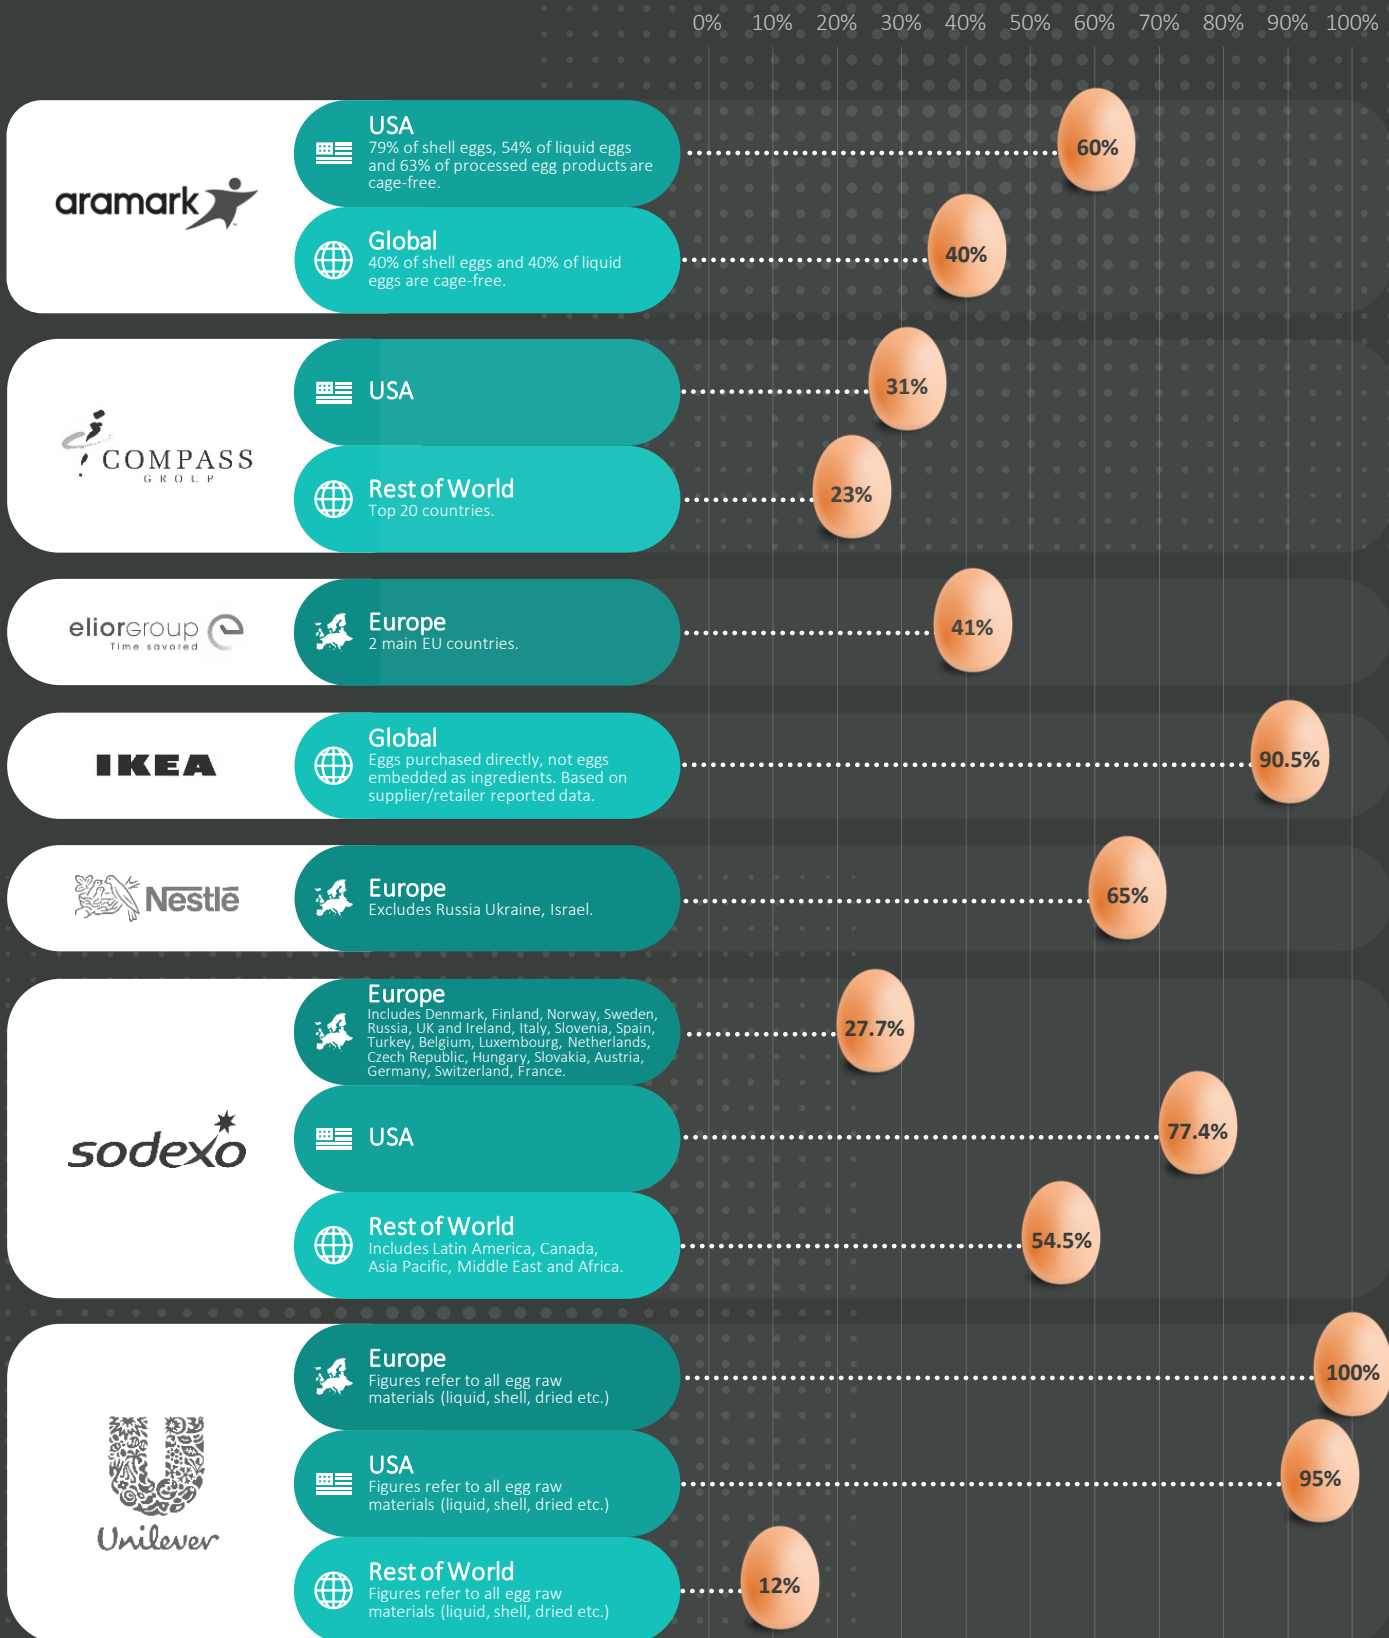 0% 10% 20% 30% 40% 50% 60% 70% 80% 90% 100%
aramark
USA
79% of shell eggs, 54% of liquid eggs
and 63% of processed egg products are
cage-free.
60%
Global
40% of shell eggs and 40% of liquid
eggs are cage-free.
40%
COMPASS
GROUP
USA
31%
Rest of World
Top 20 countries.
23%
eliorgroup
Time savored
Europe
2 main EU countries.
41%
IKEA
Global
Eggs purchased directly, not eggs
embedded as ingredients. Based on
supplier/retailer reported data.
90.5%
Nestlé
Europe
Excludes Russia Ukraine, Israel.
65%
sodexo
Europe
Includes Denmark, Finland, Norway, Sweden,
Russia, UK and Ireland, Italy, Slovenia, Spain,
Turkey, Belgium, Luxembourg, Netherlands,
Czech Republic, Hungary, Slovakia, Austria,
Germany, Switzerland, France.
27.7%
USA
77.4%
Rest of World
Includes Latin America, Canada,
Asia Pacific, Middle East and Africa.
54.5%
Unilever
Europe
Figures refer to all egg raw
materials (liquid, shell, dried etc.)
100%
USA
Figures refer to all egg raw
materials (liquid, shell, dried etc.)
95%
Rest of World
Figures refer to all egg raw
materials (liquid, shell, dried etc.)
12%